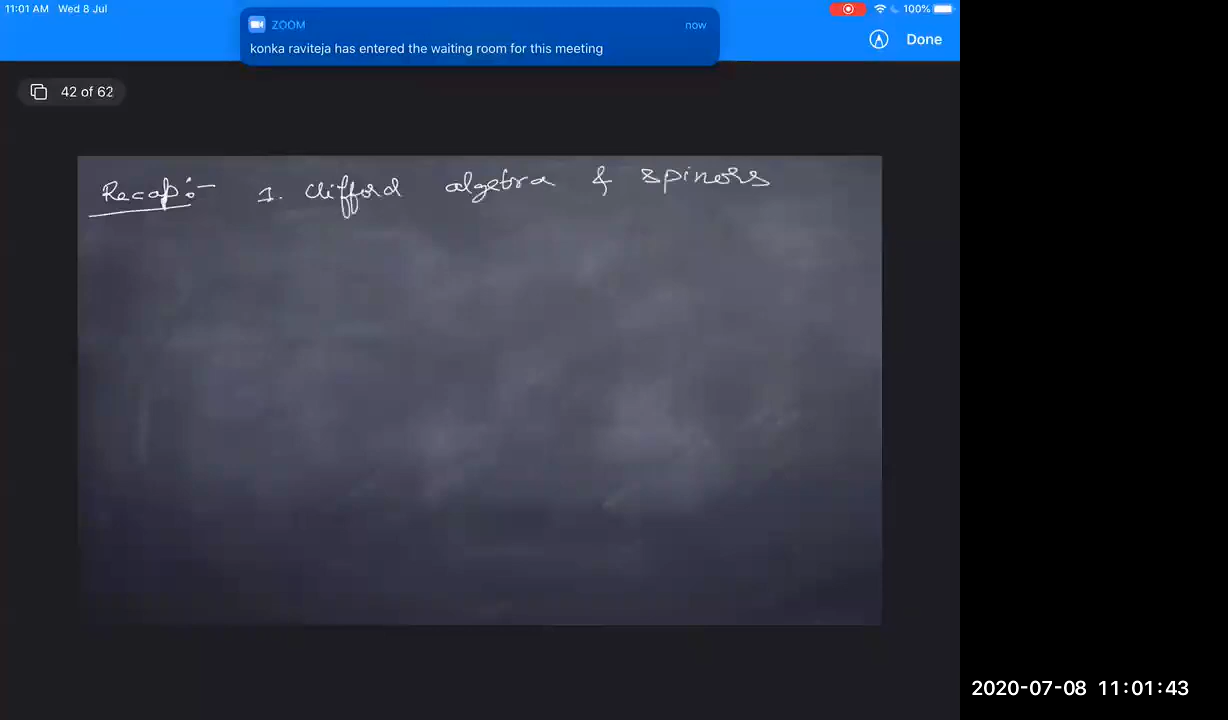 11:01 AM Wed 8 Jul
100%
ZOOM now
konka raviteja has entered the waiting room for this meeting
Done
42 of 62
Recap:- 1. Clifford algebra & spinors
2020-07-08 11:01:43